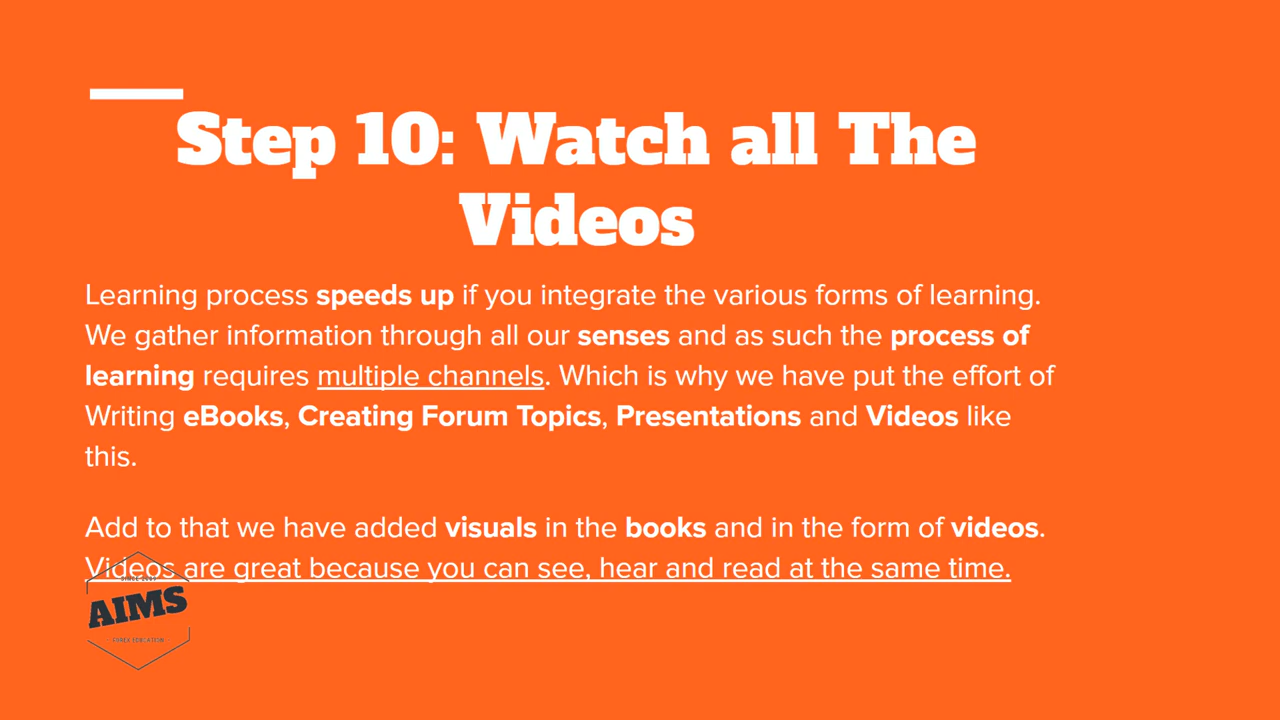 Step 10: Watch all The
Videos
Learning process speeds up if you integrate the various forms of learning.
We gather information through all our senses and as such the process of
learning requires multiple channels. Which is why we have put the effort of
Writing eBooks, Creating Forum Topics, Presentations and Videos like
this.
Add to that we have added visuals in the books and in the form of videos.
Videos are great because you can see, hear and read at the same time.
SINCE
AIMS
FOREX EDUCATION